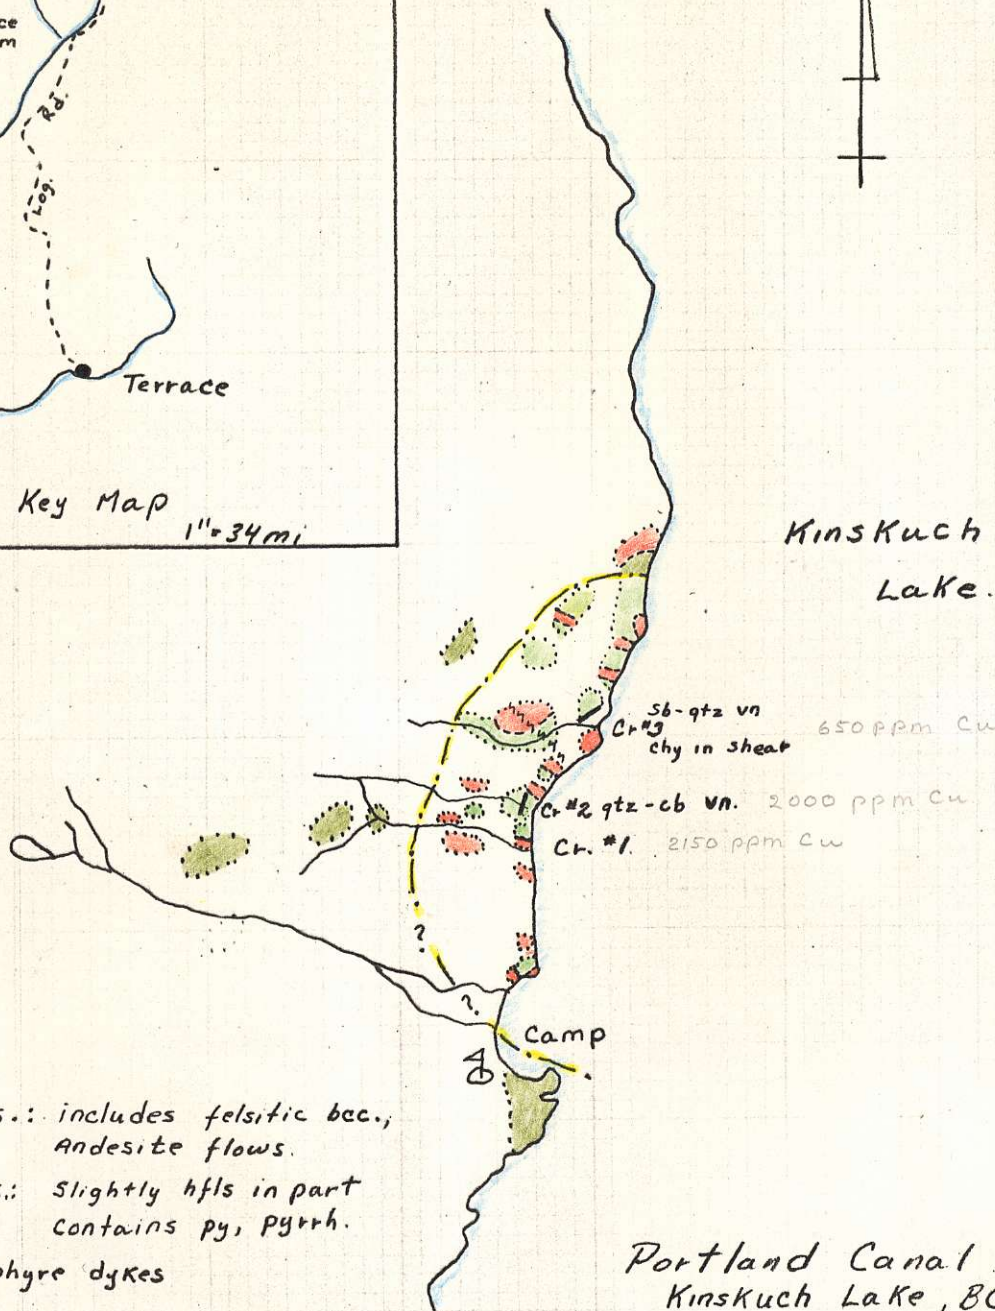 ce
m
Rd.
Log.
Terrace
Key Map
1"=34mi
Kinskuch
Lake.
Sb-qtz vn
Cr #3
chy in shear
650 ppm Cu
Cr #2 qtz-cb vn.
2000 ppm Cu
Cr. #1.
2150 ppm Cu
?
?
Camp
s.: includes felsitic bcc.,
Andesite flows.
.: Slightly hfls in part
Contains py, pyrrh.
phyre dykes
Portland Canal
Kinskuch Lake, BC